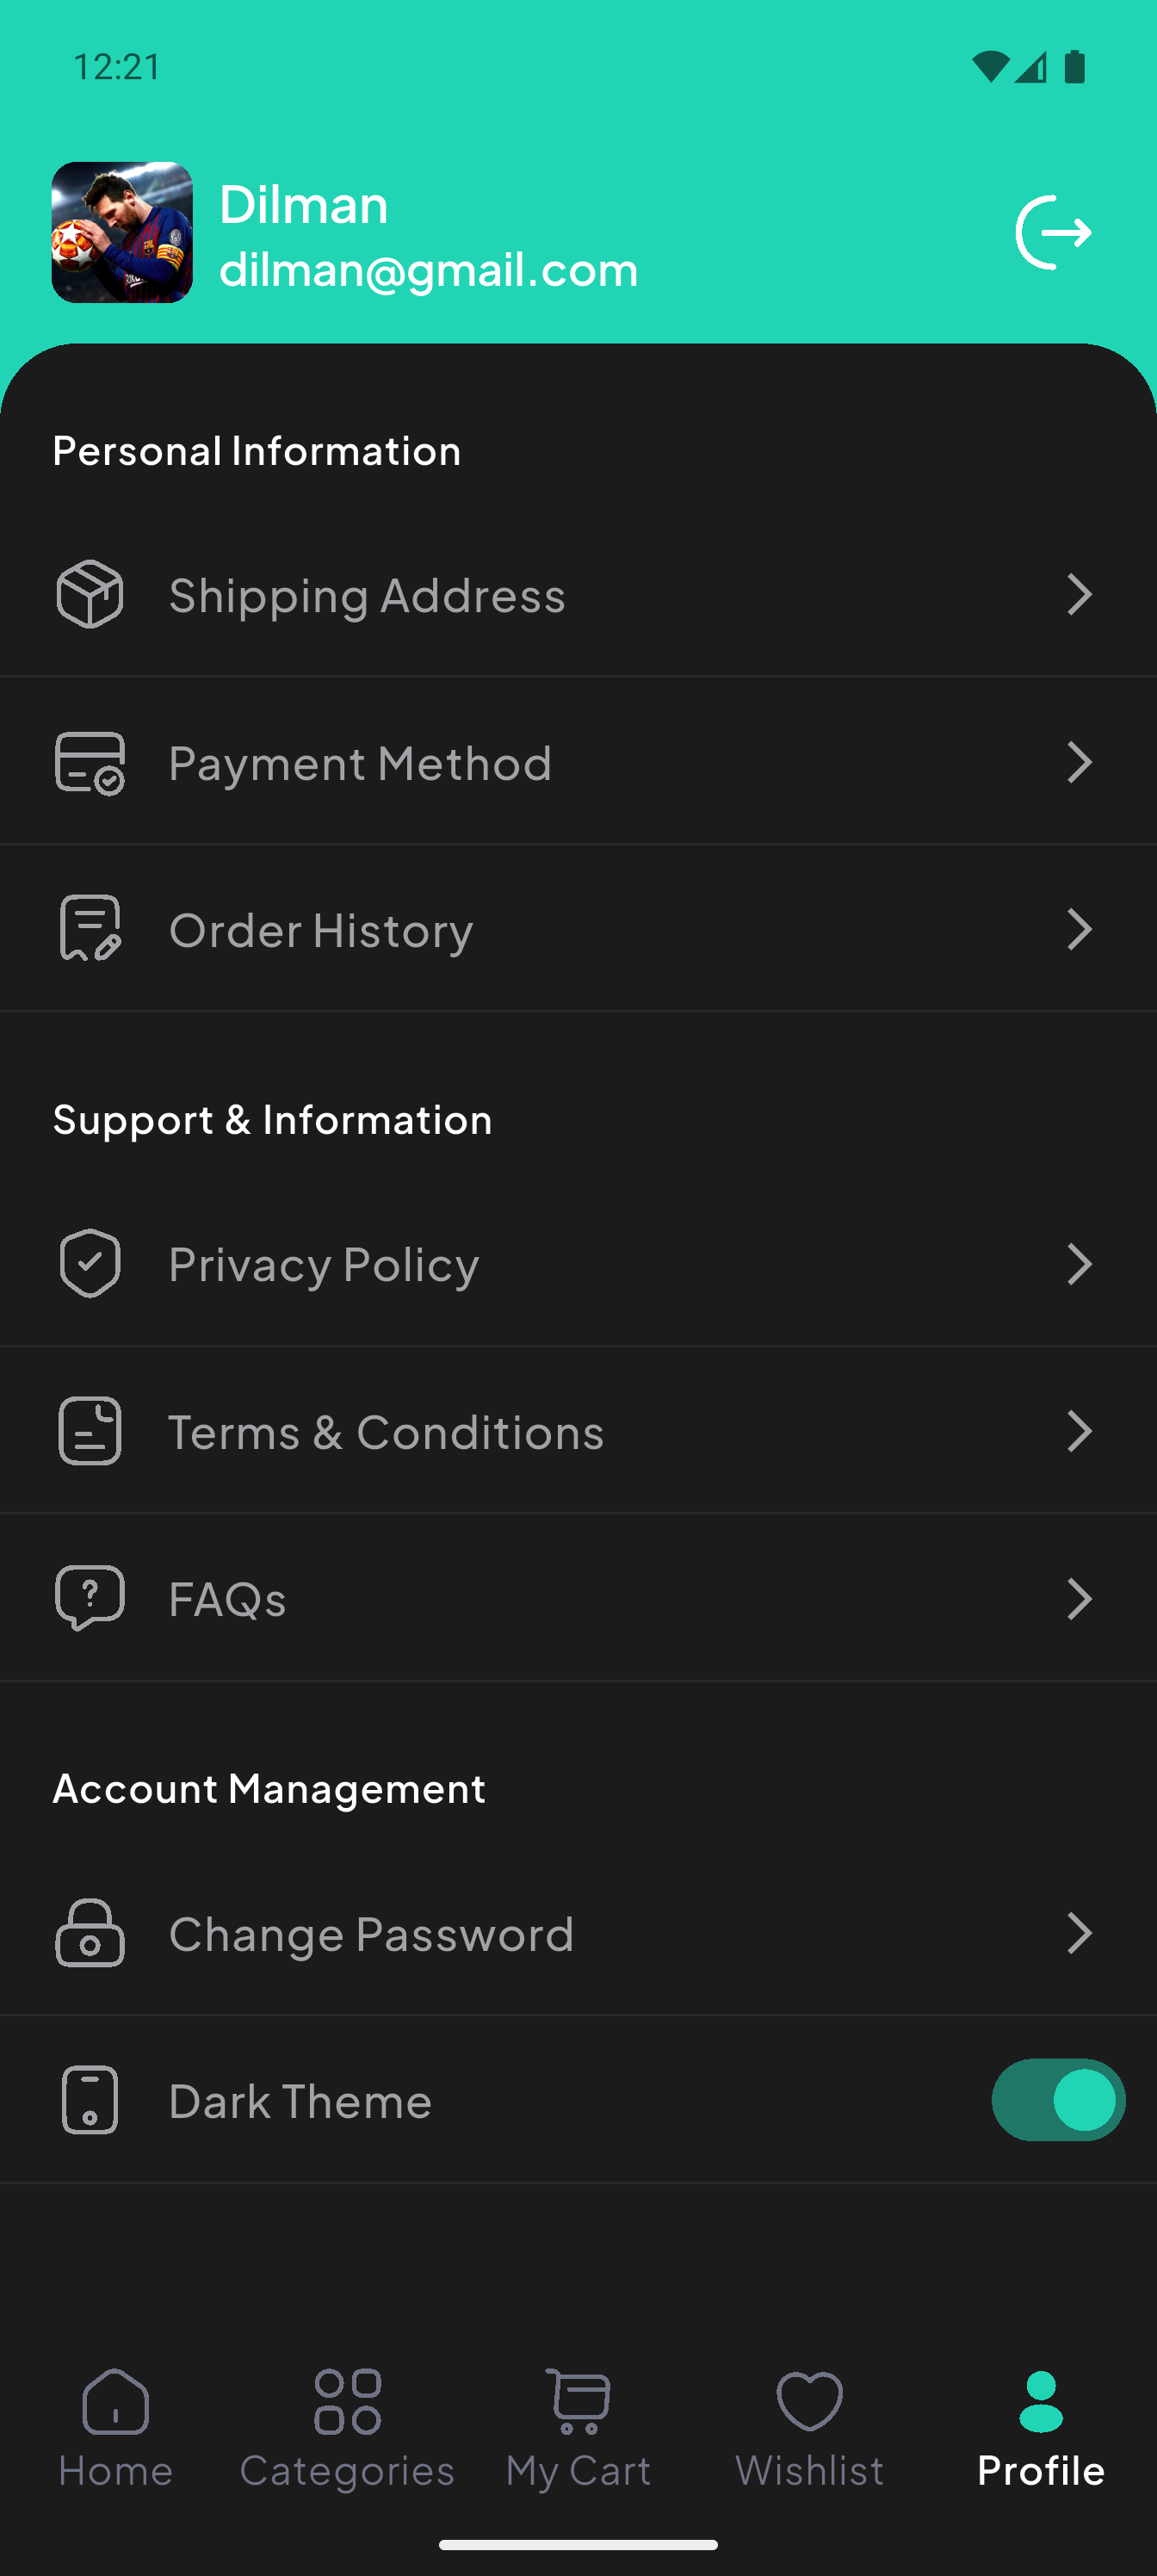 12:21
Dilman
dilman@gmail.com
Personal Information
Shipping Address
Payment Method
Order History
Support & Information
Privacy Policy
Terms & Conditions
FAQs
Account Management
Change Password
Dark Theme
Home
Categories
My Cart
Wishlist
Profile